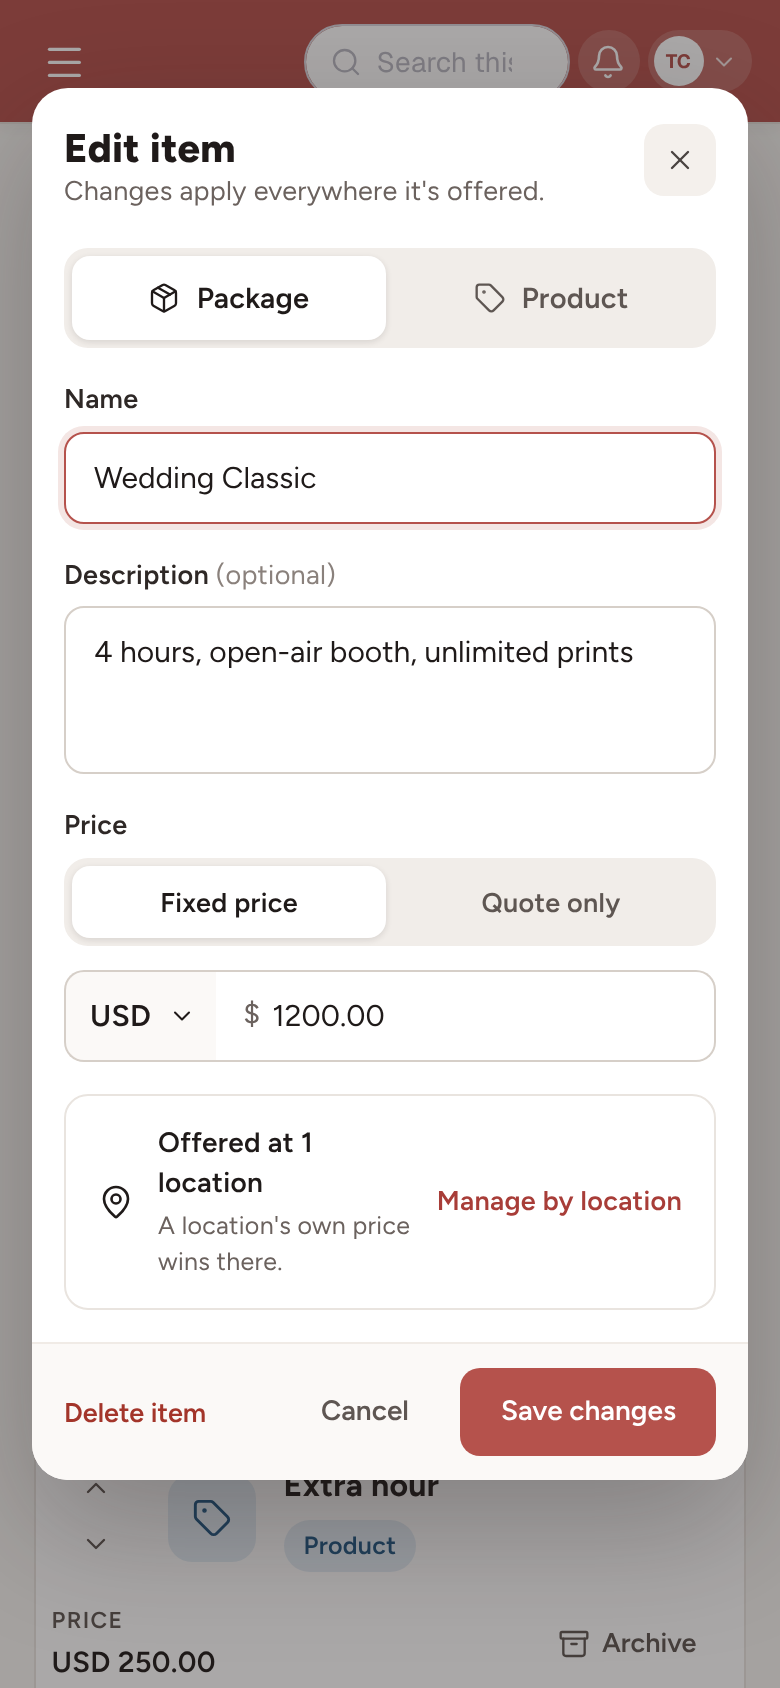 Search this
TC
Edit item
Changes apply everywhere it's offered.
Package
Product
Name
Wedding Classic
Description (optional)
4 hours, open-air booth, unlimited prints
Price
Fixed price
Quote only
USD
$ 1200.00
Offered at 1
location
A location's own price
wins there.
Manage by location
Delete item
Cancel
Save changes
Extra hour
Product
PRICE
USD 250.00
Archive